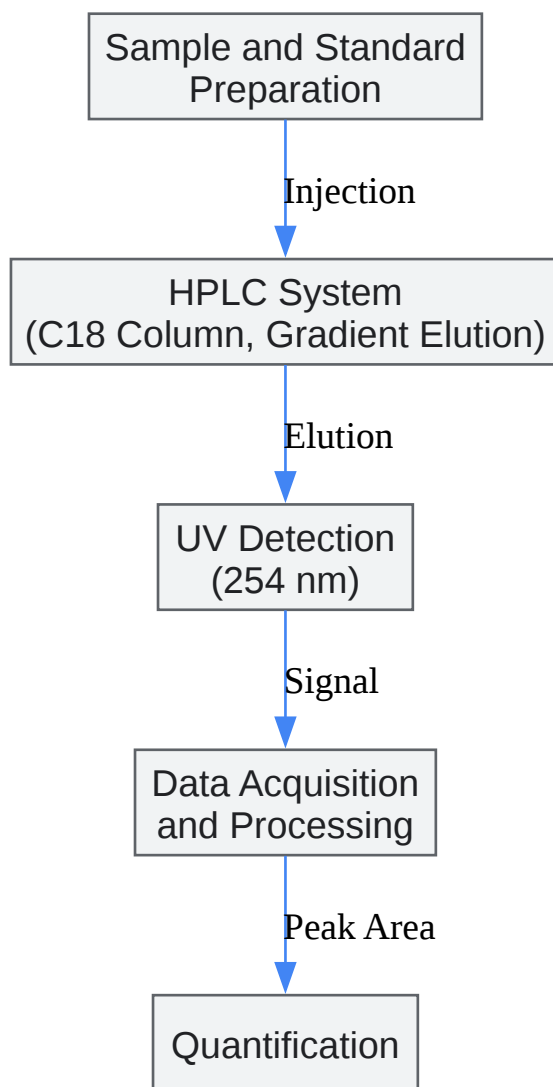 Sample and Standard
Preparation
Injection
HPLC System
(C18 Column, Gradient Elution)
Elution
UV Detection
(254 nm)
Signal
Data Acquisition
and Processing
Peak Area
Quantification